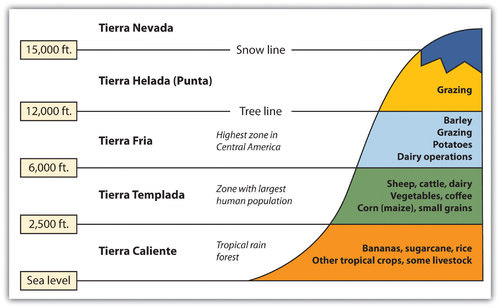 Tierra Nevada
15,000 ft.
Snow line
Tierra Helada (Punta)
Grazing
12,000 ft.
Tree line
Tierra Fria
Highest zone in
Central America
Barley
Grazing
Potatoes
Dairy operations
6,000 ft.
Tierra Templada
Zone with largest
human population
Sheep, cattle, dairy
Vegetables, coffee
Corn (maize), small grains
2,500 ft.
Tierra Caliente
Tropical rain
forest
Bananas, sugarcane, rice
Other tropical crops, some livestock
Sea level